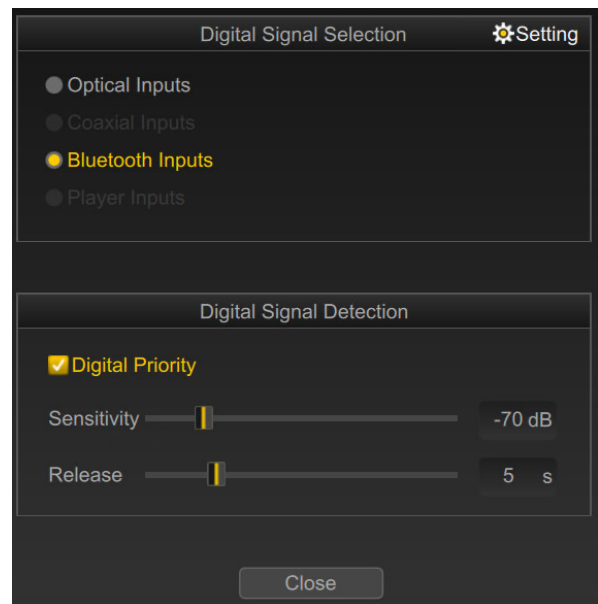 Digital Signal Selection Setting
Optical Inputs
Coaxial Inputs
Bluetooth Inputs
Player Inputs
Digital Signal Detection
Digital Priority
Sensitivity -70 dB
Release 5 s
Close